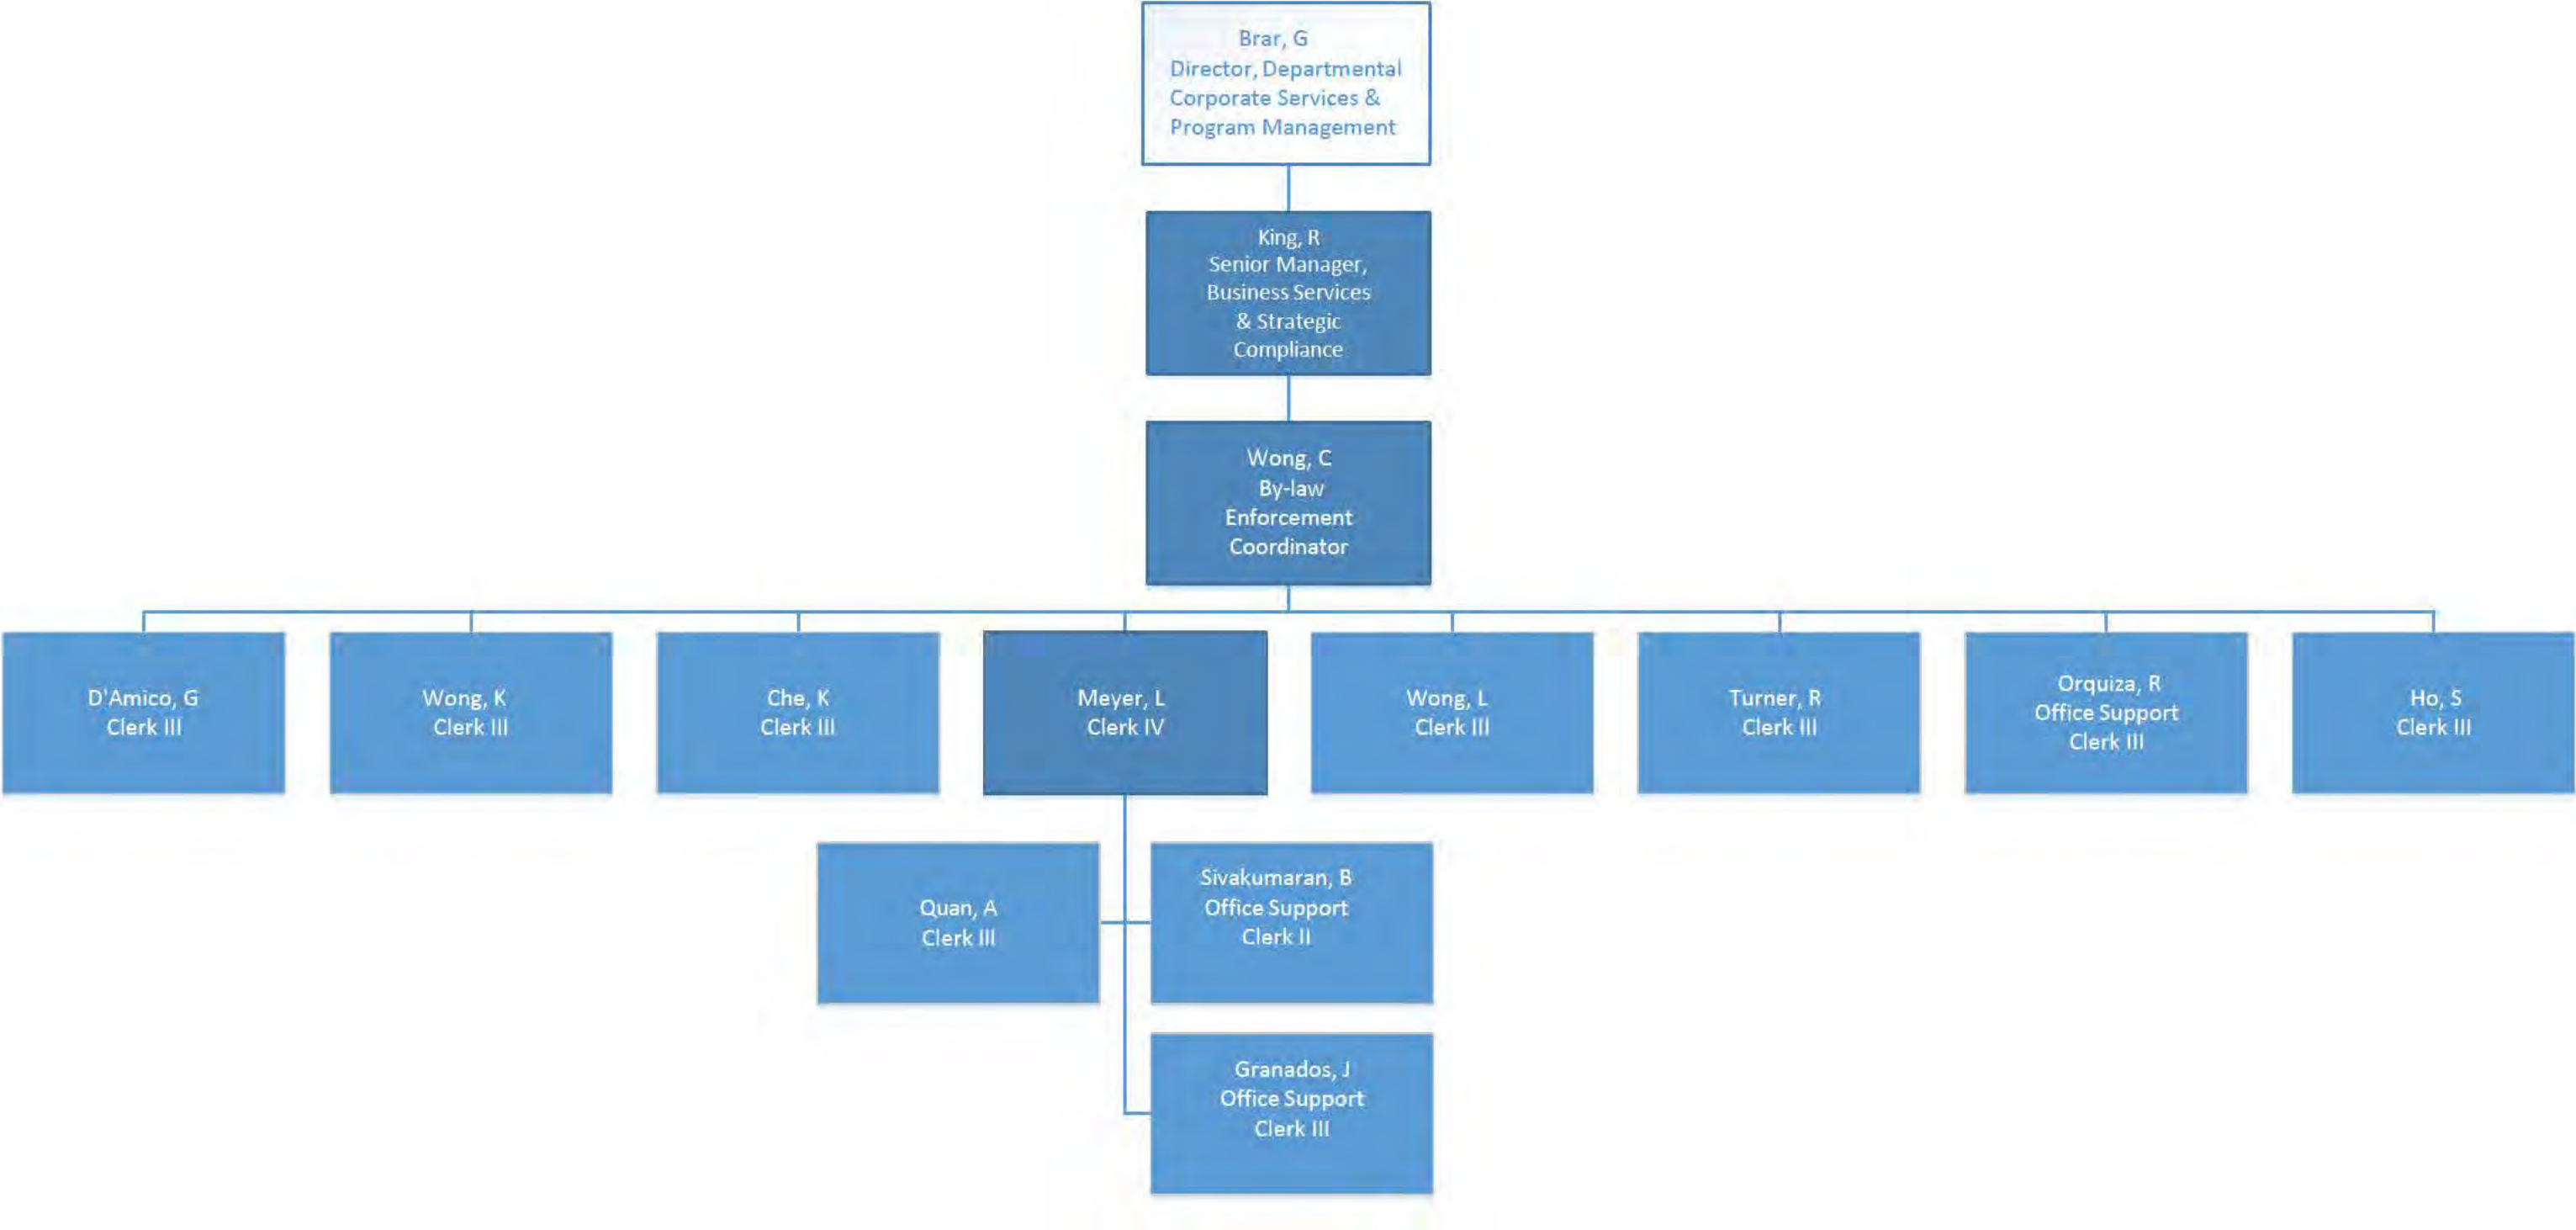 Brar, G
Director, Departmental
Corporate Services &
Program Management
King, R
Senior Manager,
Business Services
& Strategic
Compliance
Wong, C
By-law
Enforcement
Coordinator
D'Amico, G
Clerk III
Wong, K
Clerk III
Che, K
Clerk III
Meyer, L
Clerk IV
Wong, L
Clerk III
Turner, R
Clerk III
Orquiza, R
Office Support
Clerk III
Ho, S
Clerk III
Quan, A
Clerk III
Sivakumaran, B
Office Support
Clerk II
Granados, J
Office Support
Clerk III